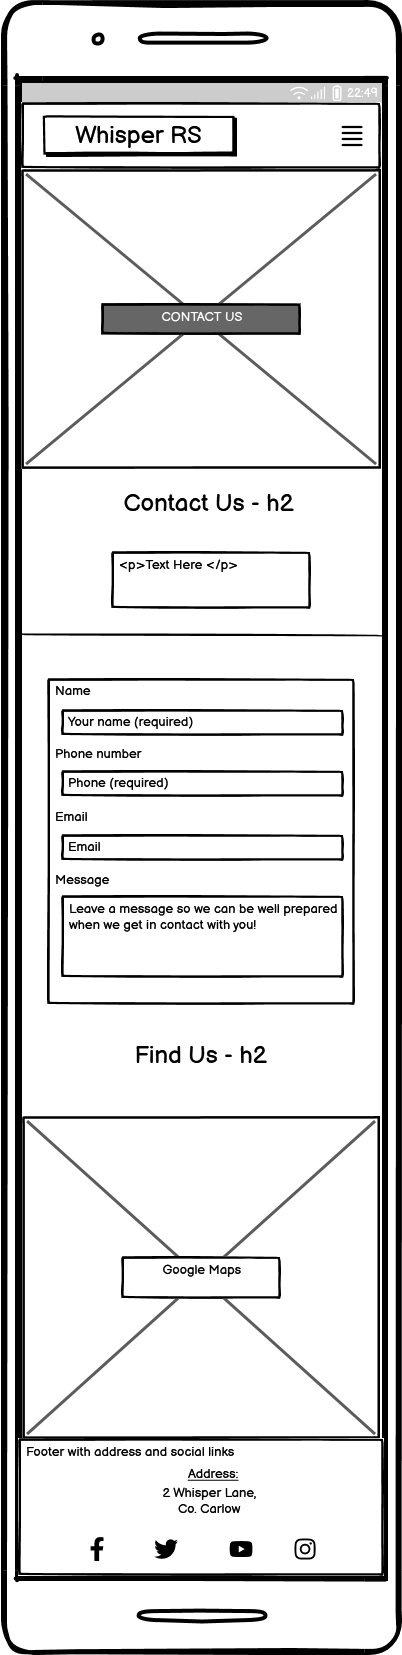 22:49
Whisper RS
CONTACT US
Contact Us - h2
<p>Text Here </p>
Name
Your name (required)
Phone number
Phone (required)
Email
Email
Message
Leave a message so we can be well prepared
when we get in contact with you!
Find Us - h2
Google Maps
Footer with address and social links
Address:
2 Whisper Lane,
Co. Carlow